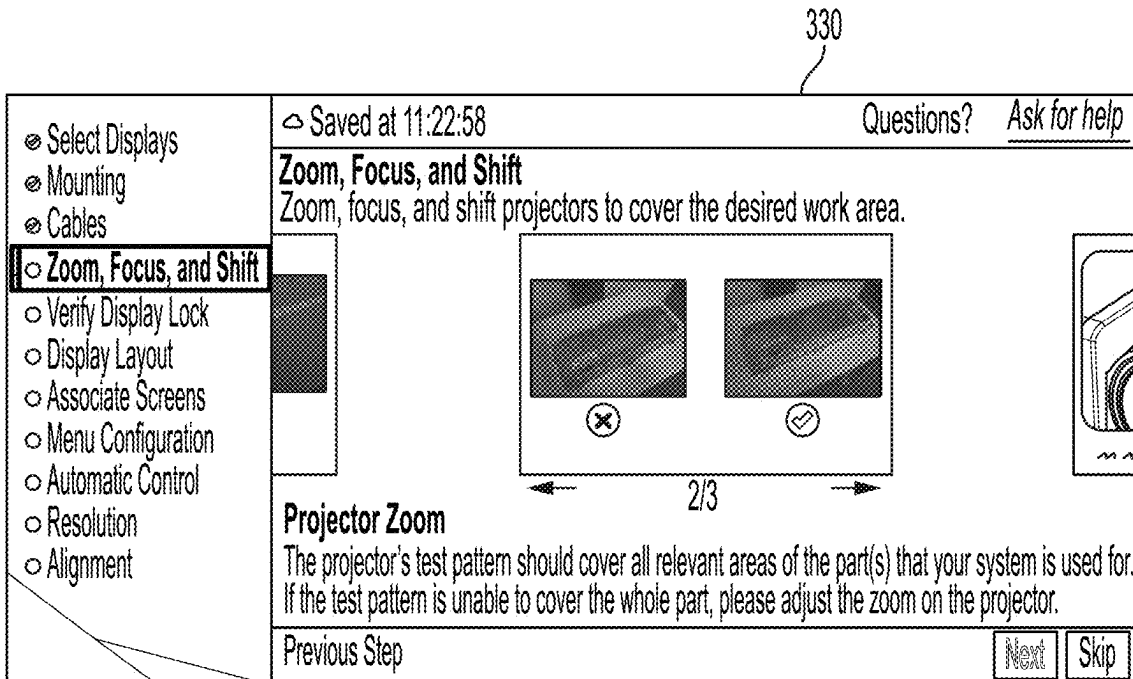 330
Select Displays
Mounting
Cables
Zoom, Focus, and Shift
Verify Display Lock
Display Layout
Associate Screens
Menu Configuration
Automatic Control
Resolution
Alignment
Saved at 11:22:58
Questions? Ask for help
Zoom, Focus, and Shift
Zoom, focus, and shift projectors to cover the desired work area.
2/3
Projector Zoom
The projector's test pattern should cover all relevant areas of the part(s) that your system is used for.
If the test pattern is unable to cover the whole part, please adjust the zoom on the projector.
Previous Step
Next Skip